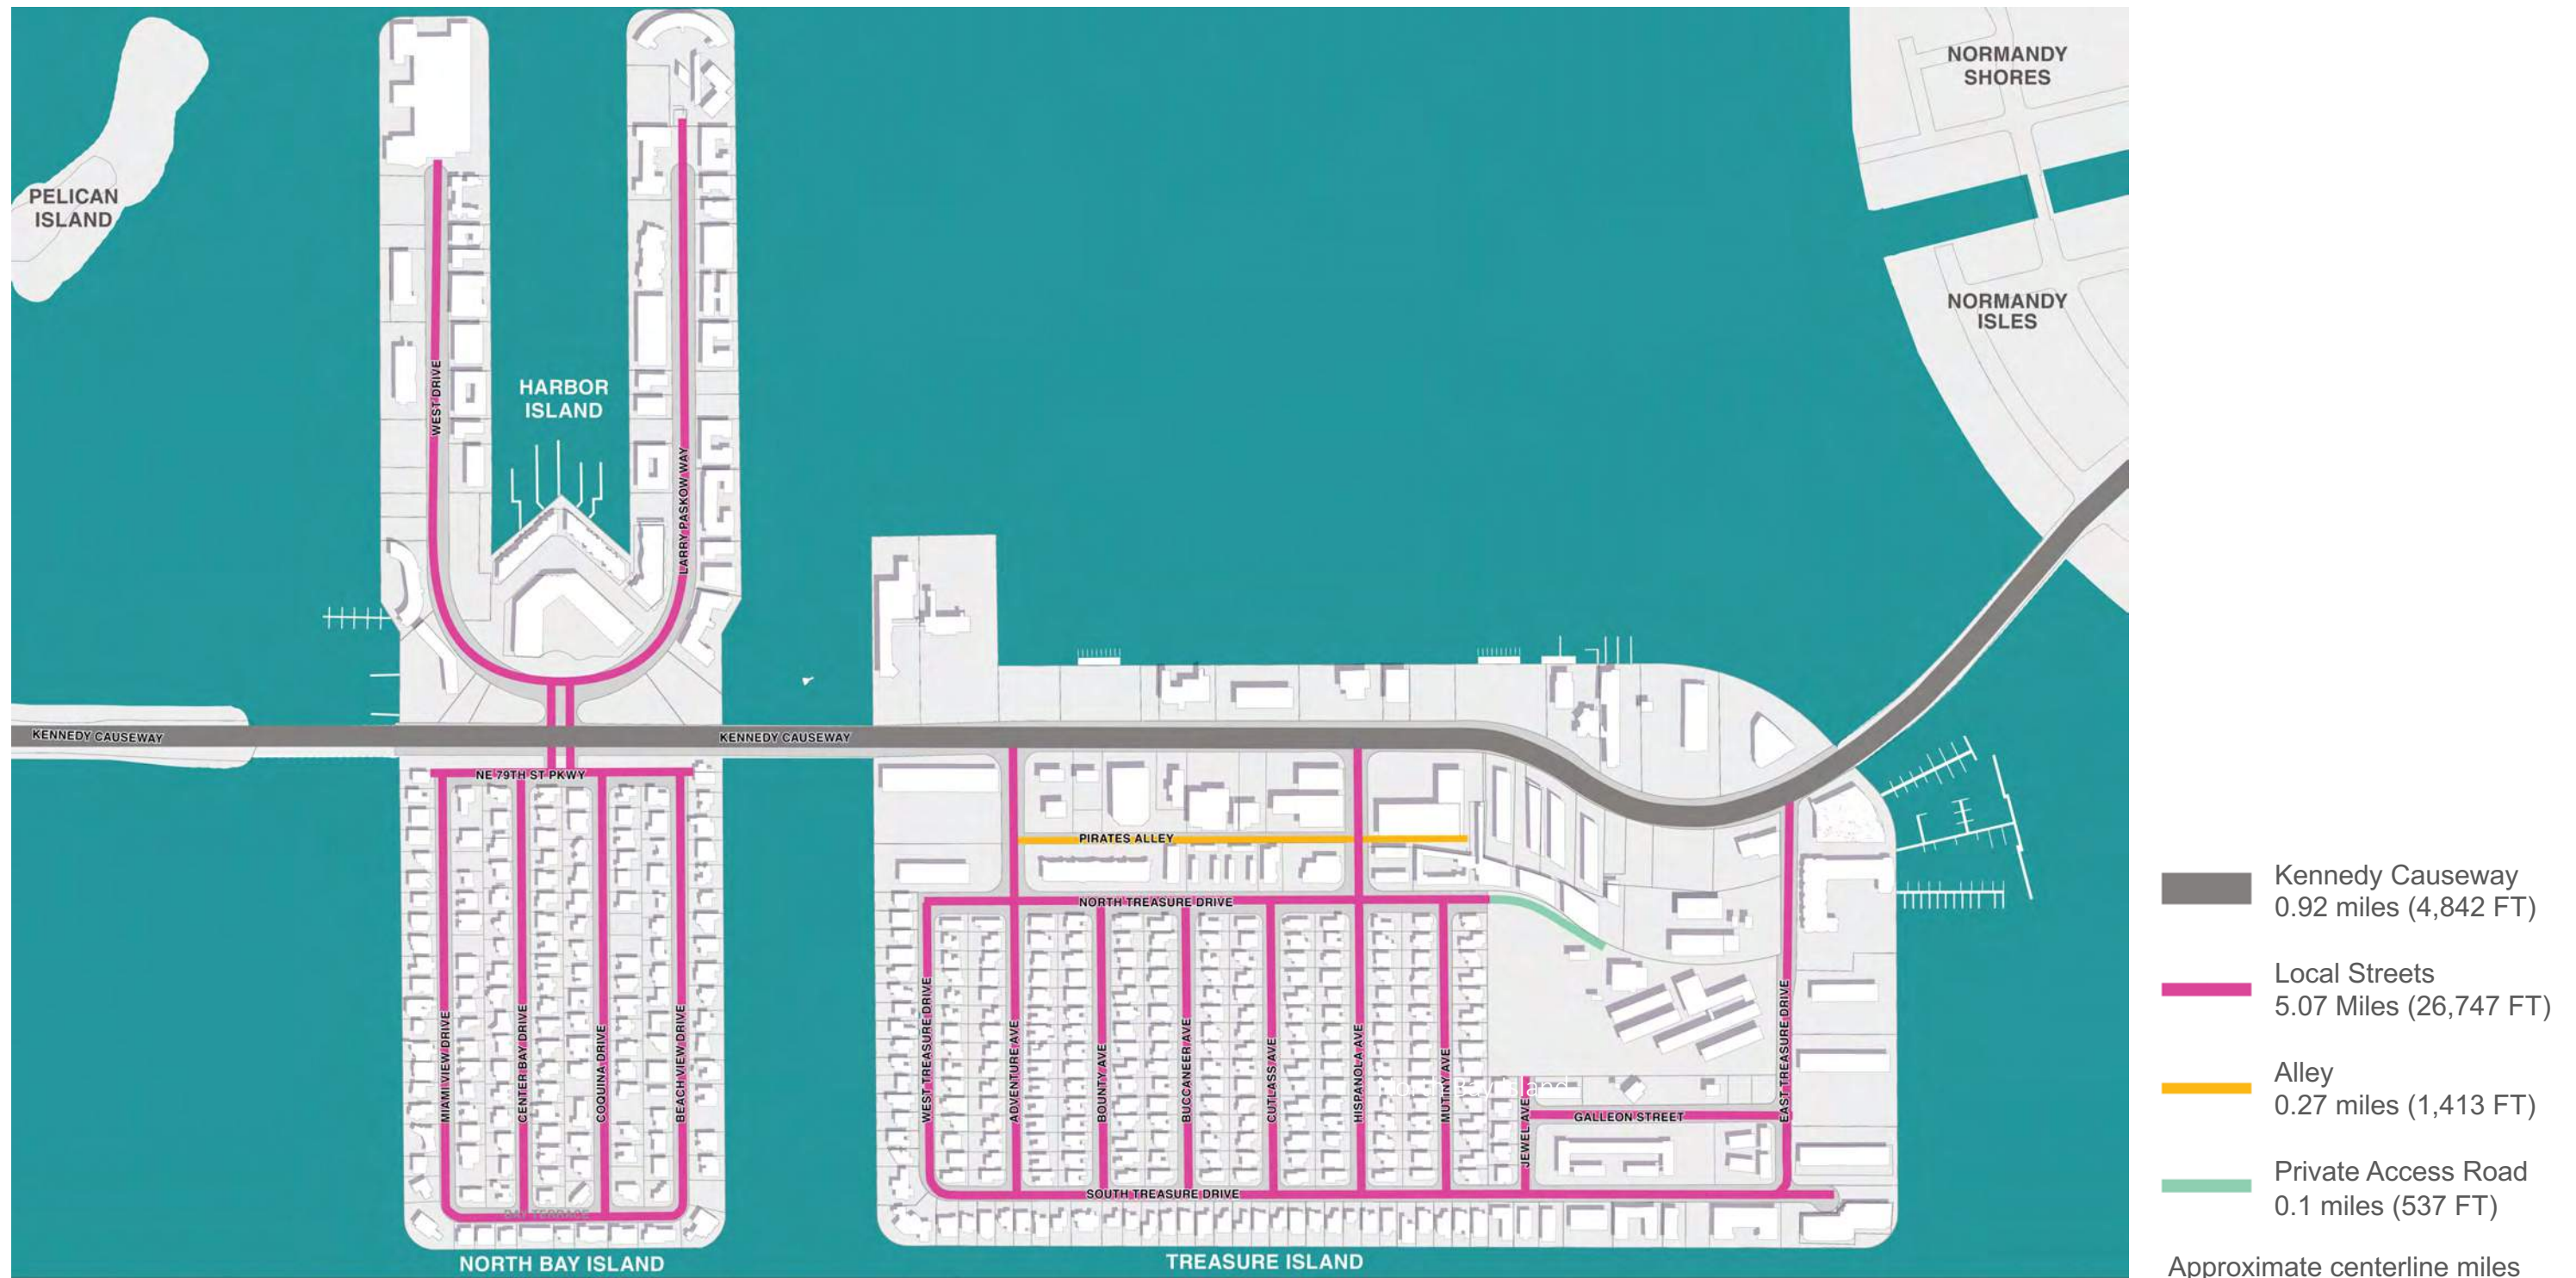 NORMANDY
SHORES
PELICAN
ISLAND
NORMANDY
ISLES
HARBOR
ISLAND
WEST DRIVE
LARRY PASKOW WAY
KENNEDY CAUSEWAY
KENNEDY CAUSEWAY
NE 79TH ST PKWY
PIRATES ALLEY
NORTH TREASURE DRIVE
MIAMI VIEW DRIVE
CENTER BAY DRIVE
COQUINA DRIVE
BEACH VIEW DRIVE
WEST TREASURE DRIVE
ADVENTURE AVE
BOUNTY AVE
BUCCANEER AVE
CUTLASS AVE
HISPANOLA AVE
MUTINY AVE
North Bay Island
JEWEL AVE
GALLEON STREET
EAST TREASURE DRIVE
SOUTH TREASURE DRIVE
BAY TERRACE
NORTH BAY ISLAND
TREASURE ISLAND
Kennedy Causeway
0.92 miles (4,842 FT)
Local Streets
5.07 Miles (26,747 FT)
Alley
0.27 miles (1,413 FT)
Private Access Road
0.1 miles (537 FT)
Approximate centerline miles